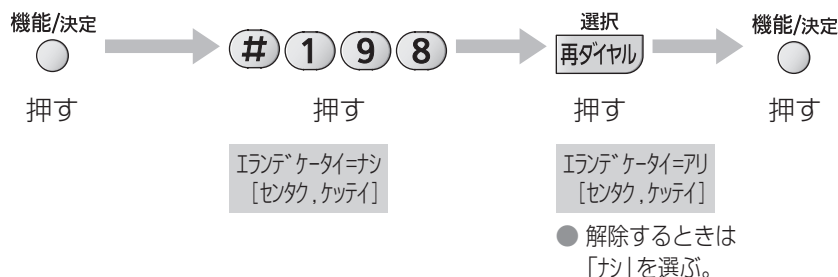 機能/決定
押す
# 1 9 8
押す
エランデ ケータイ=ナシ
[センタク,ケッテイ]
選択
再ダイヤル
押す
エランデ ケータイ=アリ
[センタク,ケッテイ]
● 解除するときは
「ナシ」を選ぶ。
機能/決定
押す